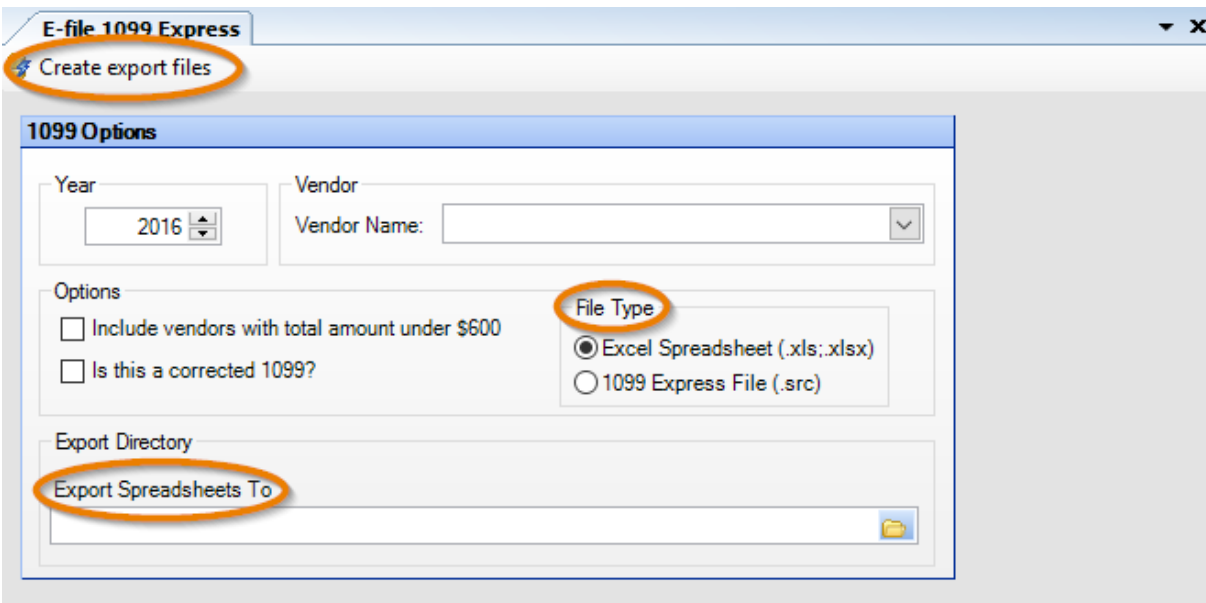 E-file 1099 Express
Create export files
1099 Options
Year
2016
Vendor
Vendor Name:
Options
Include vendors with total amount under $600
Is this a corrected 1099?
File Type
Excel Spreadsheet (.xls;.xlsx)
1099 Express File (.src)
Export Directory
Export Spreadsheets To